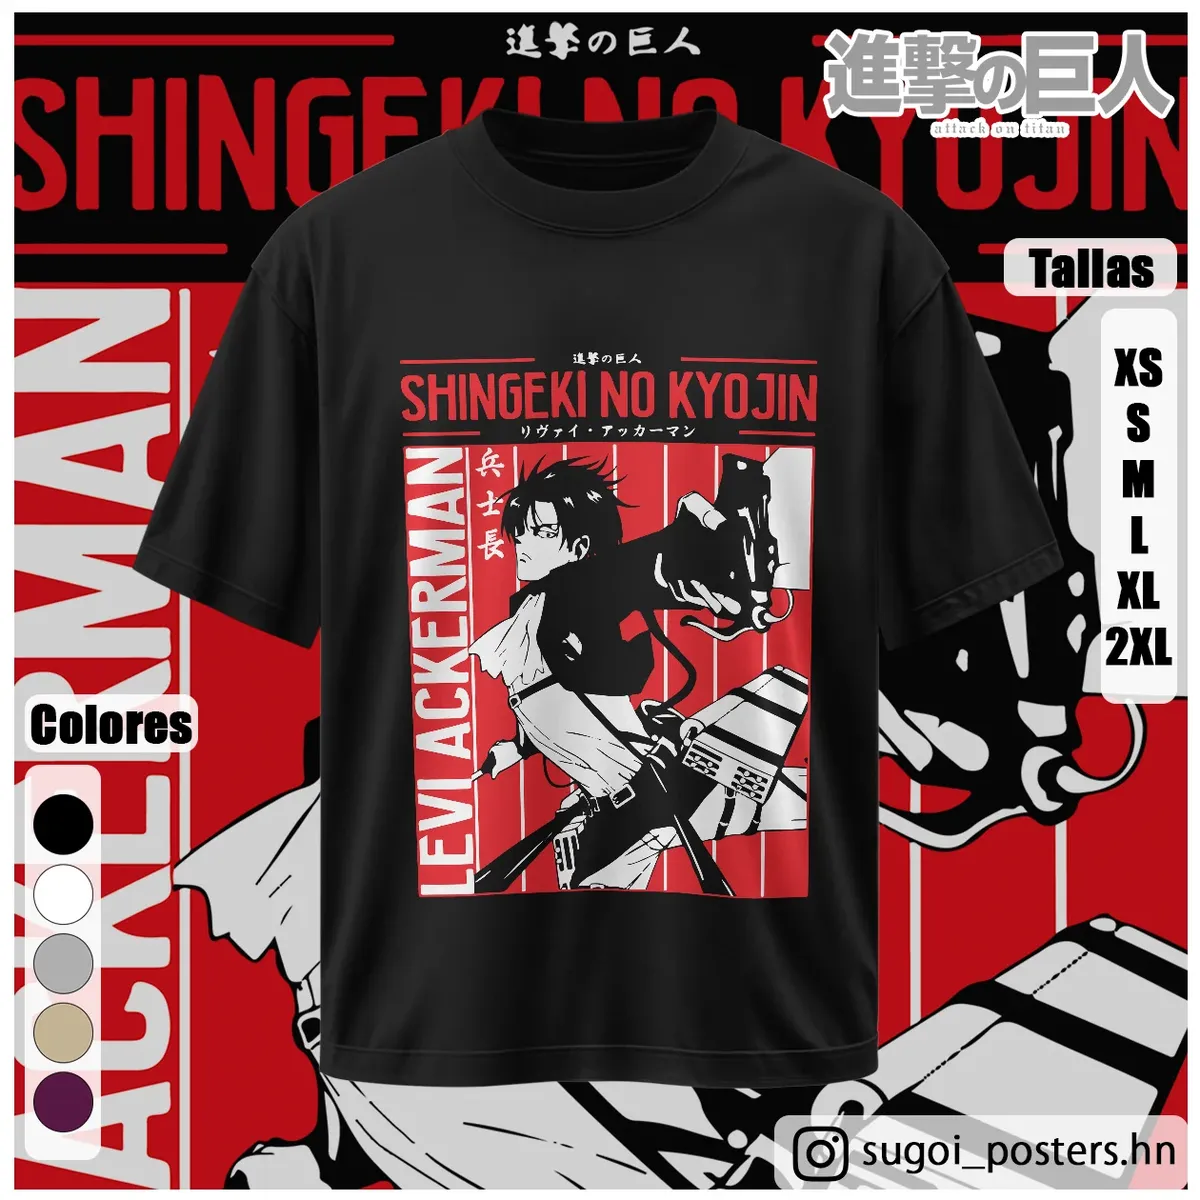 進撃の巨人
SHINGEKI NO KYOJIN
進撃の巨人
attack on titan
Tallas
XS
S
M
L
XL
2XL
進撃の巨人
SHINGEKI NO KYOJIN
リヴァイ・アッカーマン
兵士長
LEVI ACKERMAN
ACKERMAN
Colores
sugoi_posters.hn